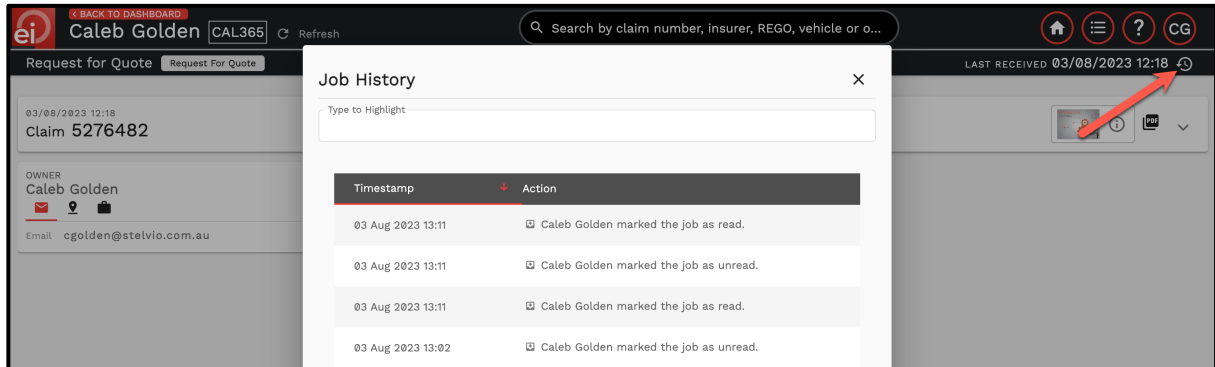 ei
< BACK TO DASHBOARD
Caleb Golden CAL365 Refresh
Search by claim number, insurer, REGO, vehicle or o...
? CG
Request for Quote Request For Quote
LAST RECEIVED 03/08/2023 12:18
Job History
Type to Highlight
03/08/2023 12:18
Claim 5276482
PDF
OWNER
Caleb Golden
Email cgolden@stelvio.com.au
Timestamp Action
03 Aug 2023 13:11 Caleb Golden marked the job as read.
03 Aug 2023 13:11 Caleb Golden marked the job as unread.
03 Aug 2023 13:11 Caleb Golden marked the job as read.
03 Aug 2023 13:02 Caleb Golden marked the job as unread.